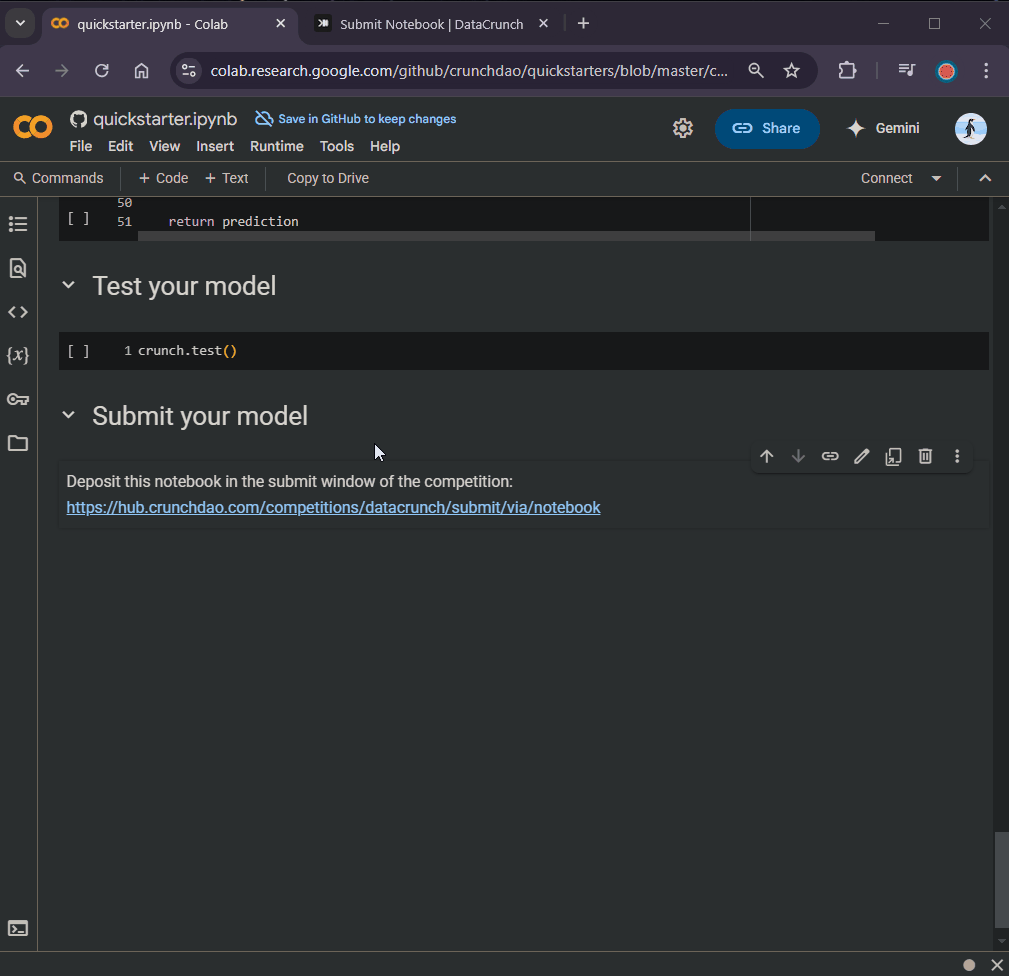 quickstarter.ipynb - Colab
Submit Notebook | DataCrunch
colab.research.google.com/github/crunchdao/quickstarters/blob/master/c...
quickstarter.ipynb
Save in GitHub to keep changes
Share
Gemini
File Edit View Insert Runtime Tools Help
Commands + Code + Text Copy to Drive Connect
50
[ ] 51 return prediction
Test your model
[ ] 1 crunch.test()
Submit your model
Deposit this notebook in the submit window of the competition:
https://hub.crunchdao.com/competitions/datacrunch/submit/via/notebook